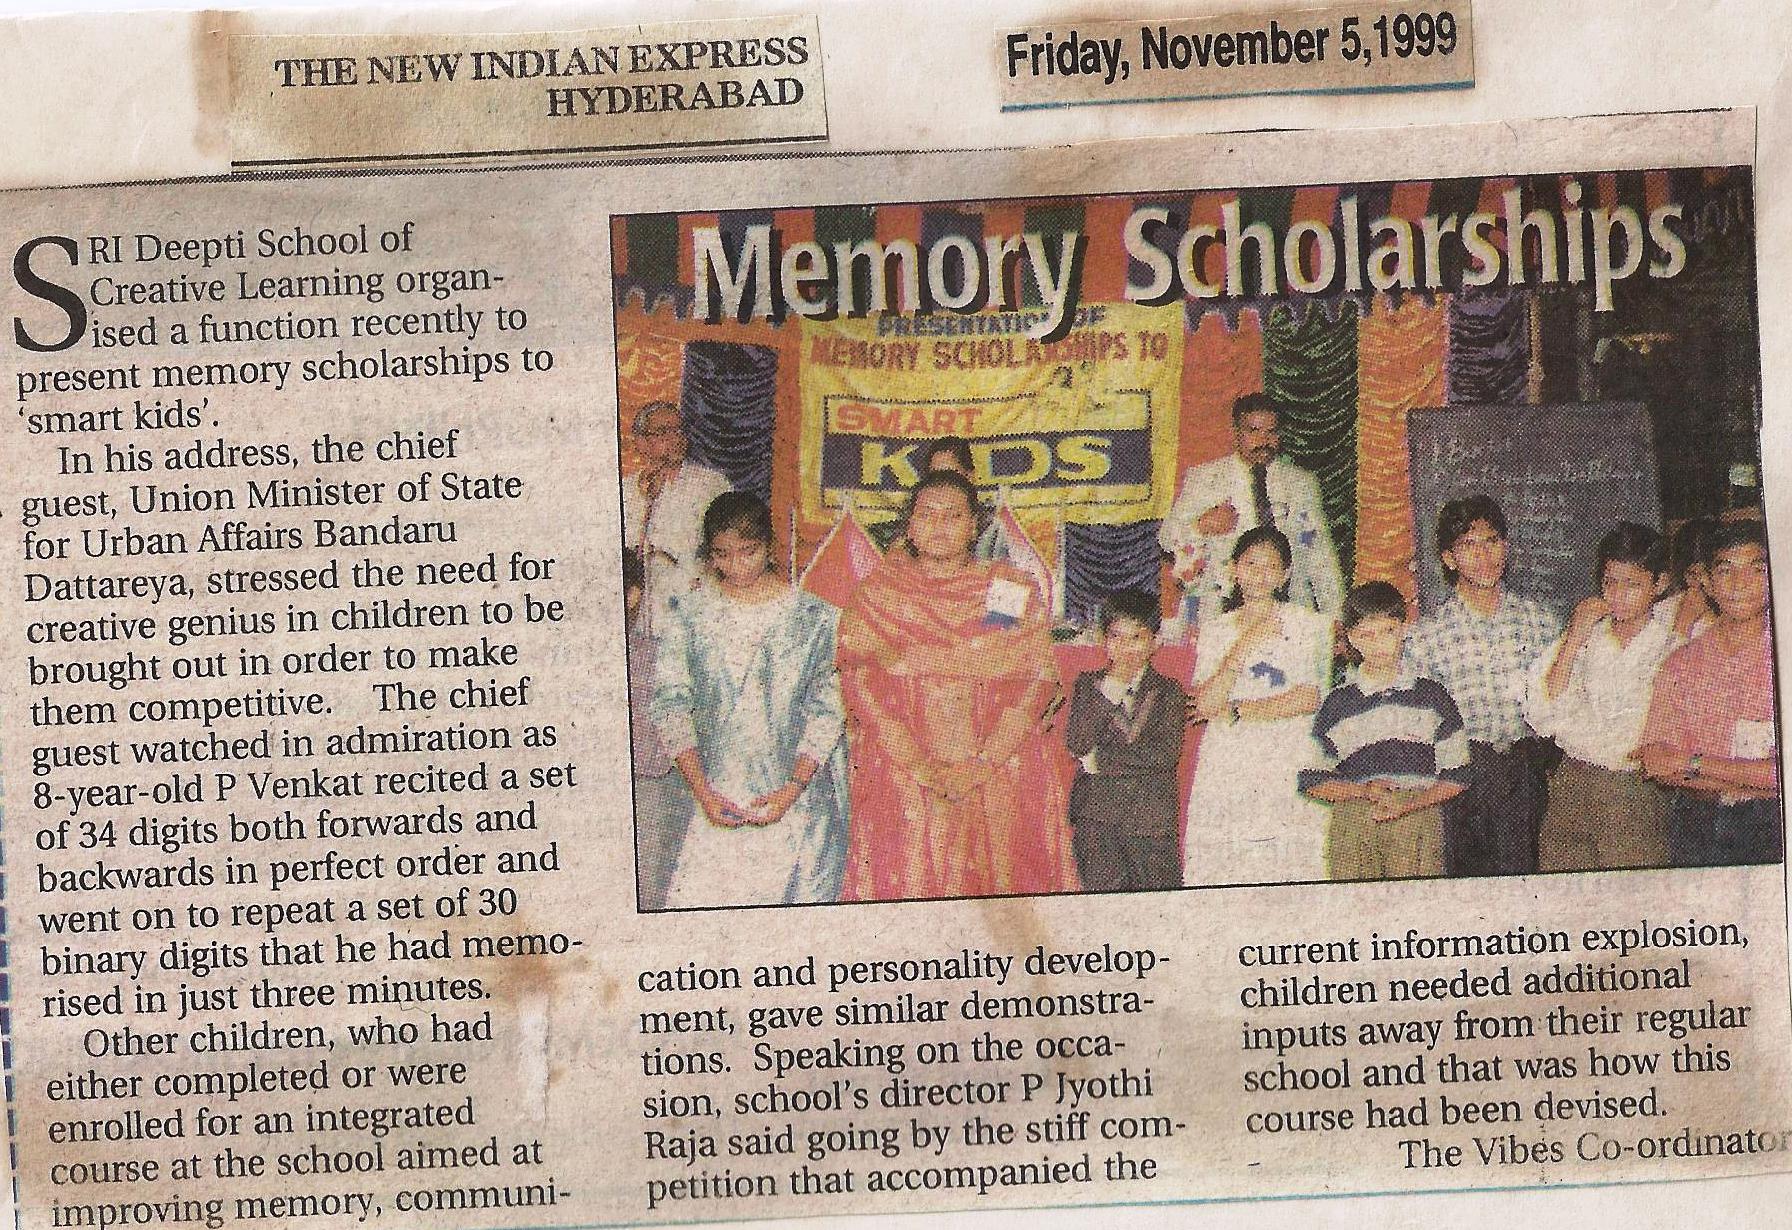 THE NEW INDIAN EXPRESS
HYDERABAD
Friday, November 5,1999
Memory Scholarships
PRESENTATION OF
MEMORY SCHOLARSHIPS TO
SMART
KIDS
SRI Deepti School of
Creative Learning organ-
ised a function recently to
present memory scholarships to
‘smart kids’.
In his address, the chief
guest, Union Minister of State
for Urban Affairs Bandaru
Dattareya, stressed the need for
creative genius in children to be
brought out in order to make
them competitive. The chief
guest watched in admiration as
8-year-old P Venkat recited a set
of 34 digits both forwards and
backwards in perfect order and
went on to repeat a set of 30
binary digits that he had memo-
rised in just three minutes.
Other children, who had
either completed or were
enrolled for an integrated
course at the school aimed at
improving memory, communi-
cation and personality develop-
ment, gave similar demonstra-
tions. Speaking on the occa-
sion, school's director P Jyothi
Raja said going by the stiff com-
petition that accompanied the
current information explosion,
children needed additional
inputs away from their regular
school and that was how this
course had been devised.
The Vibes Co-ordinator